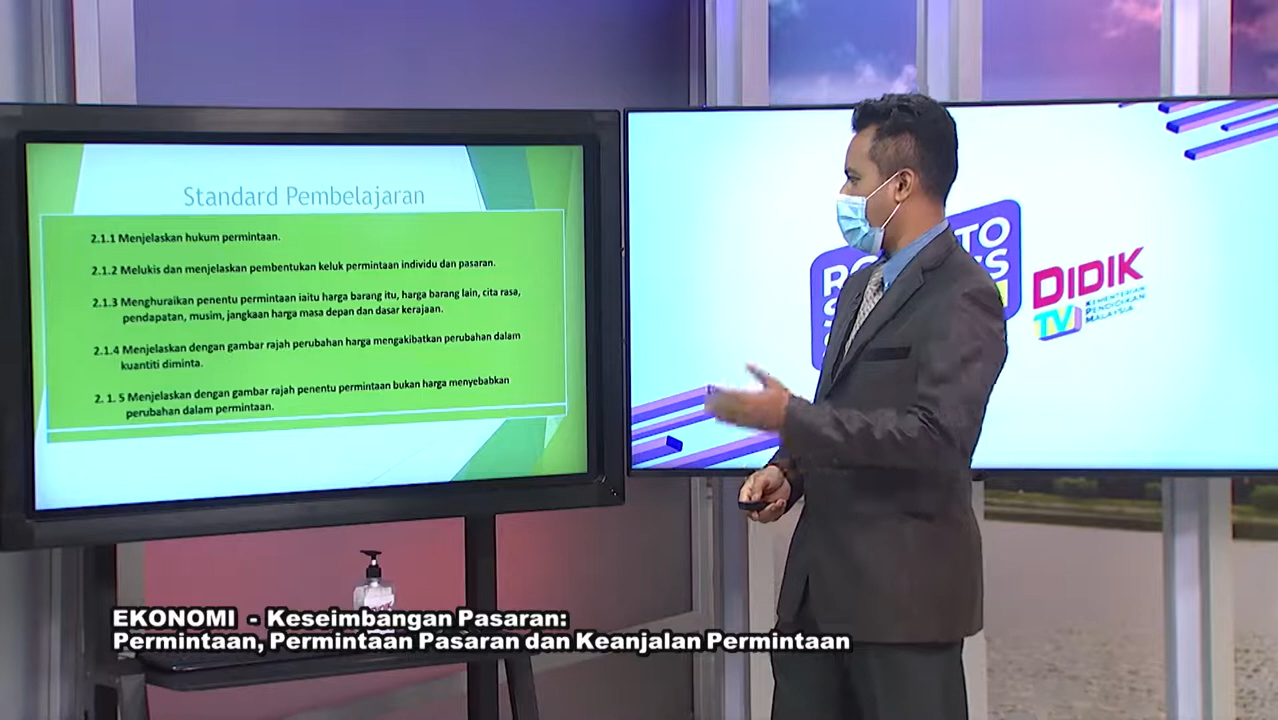 Standard Pembelajaran
2.1.1 Menjelaskan hukum permintaan.
2.1.2 Melukis dan menjelaskan pembentukan keluk permintaan individu dan pasaran.
2.1.3 Menghuraikan penentu permintaan iaitu harga barang itu, harga barang lain, cita rasa,
pendapatan, musim, jangkaan harga masa depan dan dasar kerajaan.
2.1.4 Menjelaskan dengan gambar rajah perubahan harga mengakibatkan perubahan dalam
kuantiti diminta.
2. 1. 5 Menjelaskan dengan gambar rajah penentu permintaan bukan harga menyebabkan
perubahan dalam permintaan.
DIDIK
TV
KEMENTERIAN
PENDIDIKAN
MALAYSIA
EKONOMI - Keseimbangan Pasaran:
Permintaan, Permintaan Pasaran dan Keanjalan Permintaan